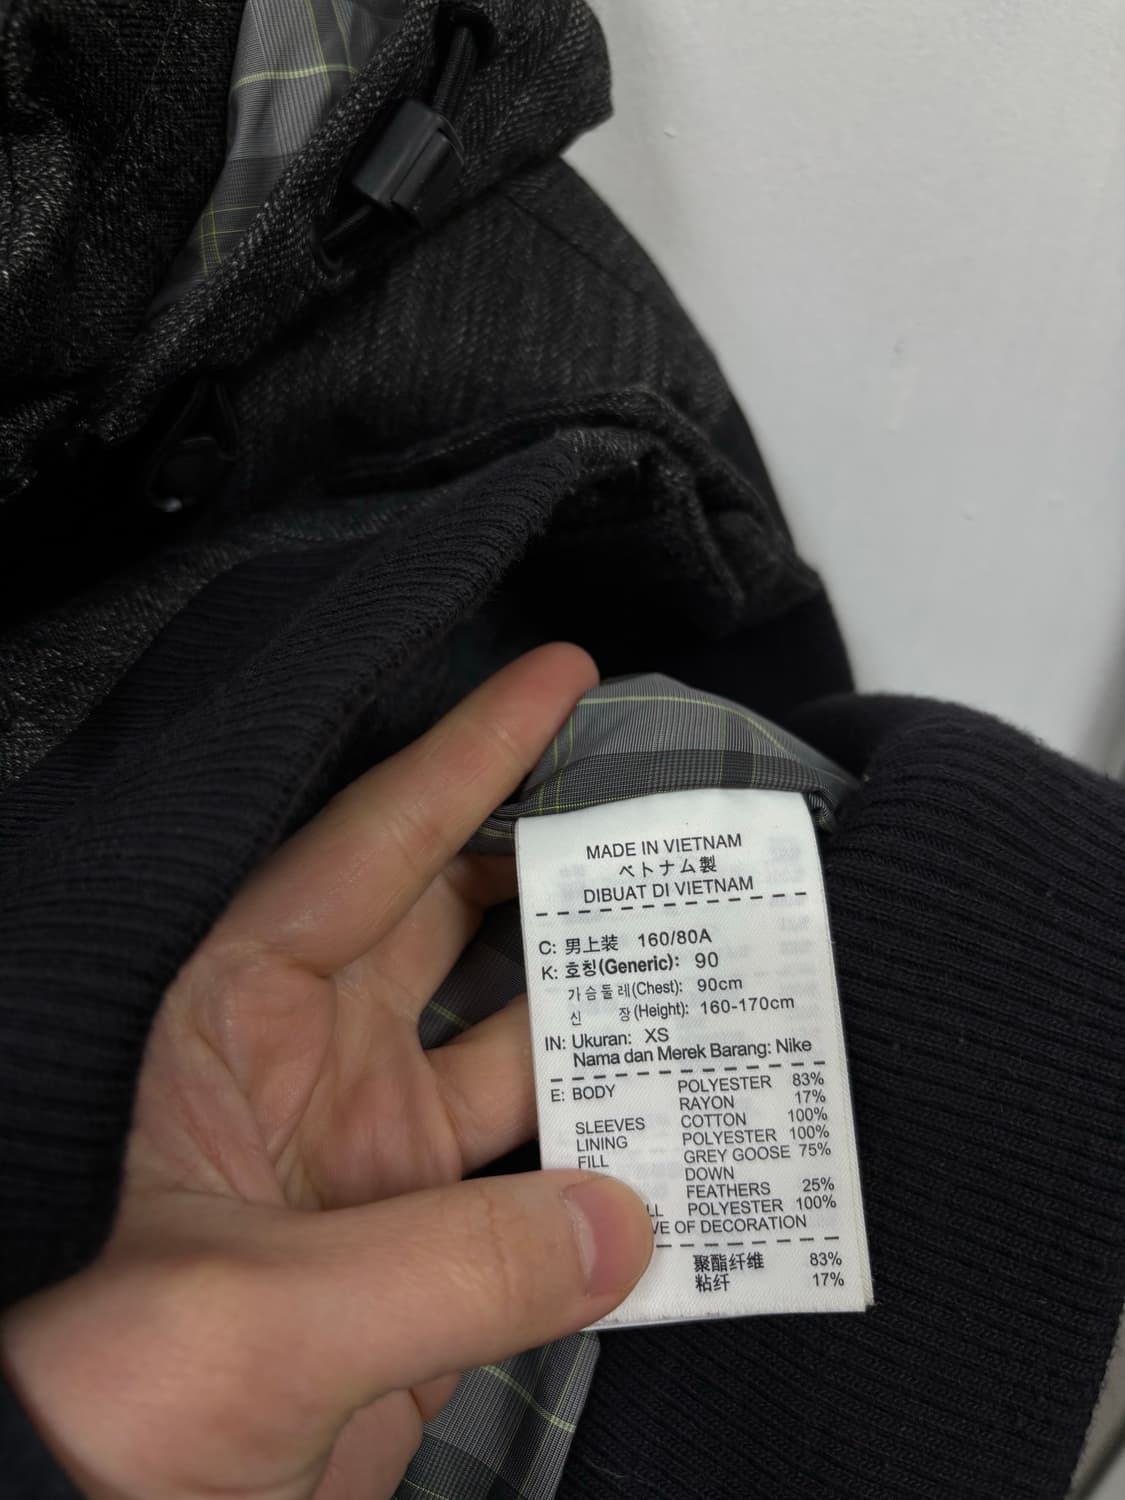 MADE IN VIETNAM
ベトナム製
DIBUAT DI VIETNAM
C: 男上装 160/80A
K: 호칭(Generic): 90
가슴둘레(Chest): 90cm
신 장(Height): 160-170cm
IN: Ukuran: XS
Nama dan Merek Barang: Nike
E: BODY POLYESTER 83%
RAYON 17%
SLEEVES COTTON 100%
LINING POLYESTER 100%
FILL GREY GOOSE 75%
DOWN
FEATHERS 25%
POLYESTER 100%
OF DECORATION
聚酯纤维 83%
粘纤 17%